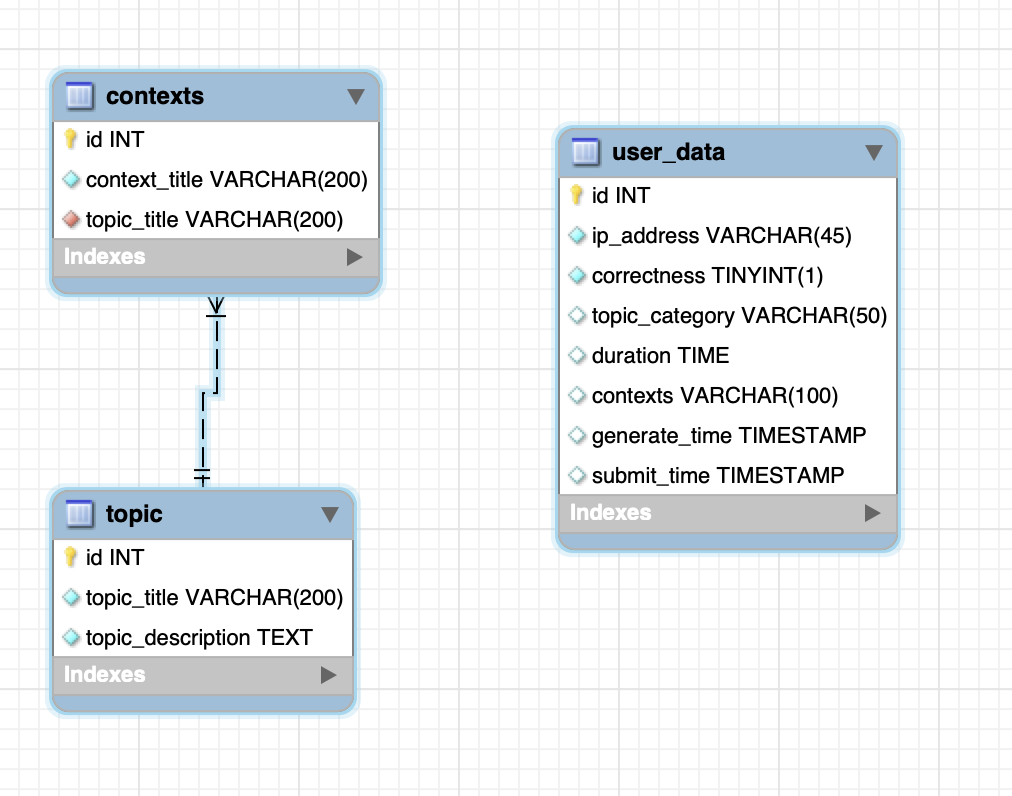 contexts
id INT
context_title VARCHAR(200)
topic_title VARCHAR(200)
Indexes
user_data
id INT
ip_address VARCHAR(45)
correctness TINYINT(1)
topic_category VARCHAR(50)
duration TIME
contexts VARCHAR(100)
generate_time TIMESTAMP
submit_time TIMESTAMP
Indexes
topic
id INT
topic_title VARCHAR(200)
topic_description TEXT
Indexes